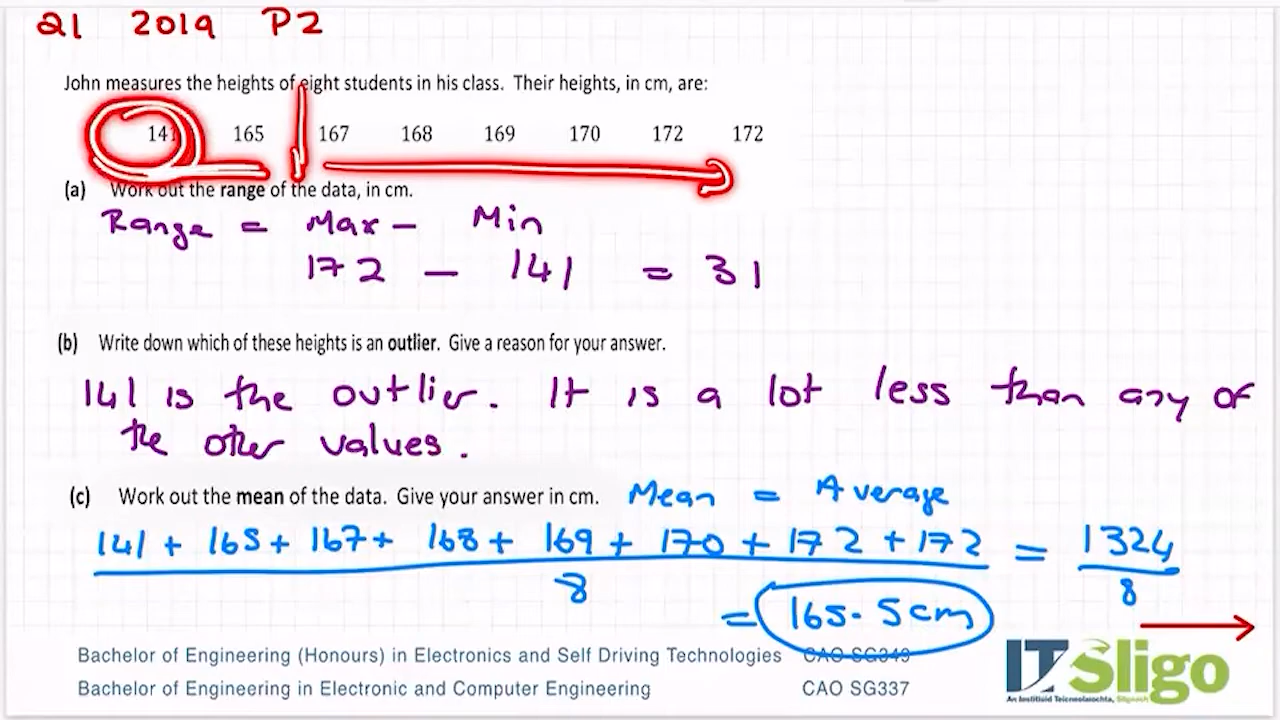 Q1 2019 P2
John measures the heights of eight students in his class. Their heights, in cm, are:
141 165 167 168 169 170 172 172
(a) Work out the range of the data, in cm.
Range = Max - Min
172 - 141 = 31
(b) Write down which of these heights is an outlier. Give a reason for your answer.
141 is the outlier. It is a lot less than any of
the other values.
(c) Work out the mean of the data. Give your answer in cm. Mean = Average
141 + 165 + 167 + 168 + 169 + 170 + 172 + 172 = 1324
8 8
= 165.5cm
Bachelor of Engineering (Honours) in Electronics and Self Driving Technologies CAO SG349
Bachelor of Engineering in Electronic and Computer Engineering CAO SG337
IT Sligo
An Institiúid Teicneolaíochta, Sligeach